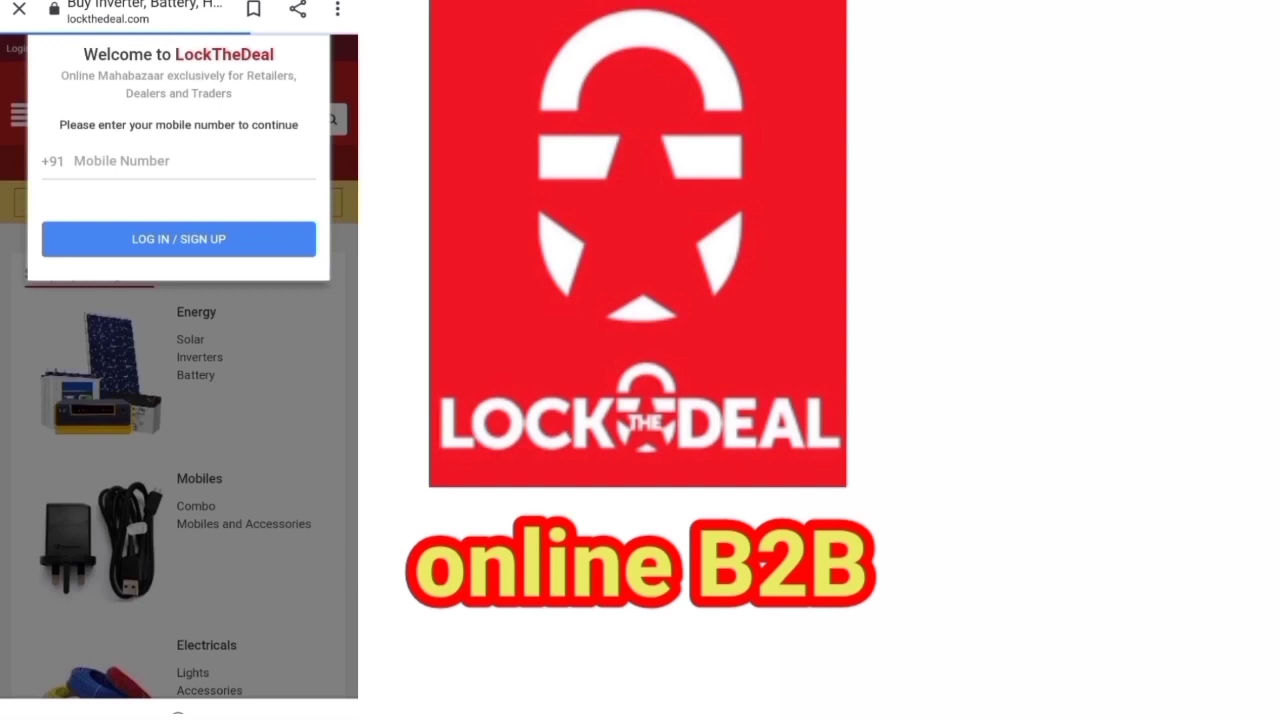 Buy Inverter, Battery, H...
lockthedeal.com
Welcome to LockTheDeal
Online Mahabazaar exclusively for Retailers,
Dealers and Traders
Please enter your mobile number to continue
+91 Mobile Number
LOG IN / SIGN UP
Energy
Solar
Inverters
Battery
Mobiles
Combo
Mobiles and Accessories
Electricals
Lights
Accessories
LOCK THE DEAL
online B2B